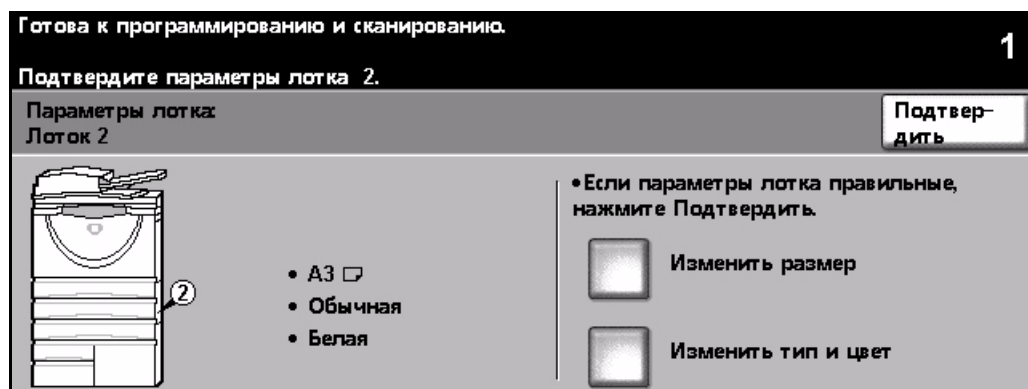 Готова к программированию и сканированию.
1
Подтвердите параметры лотка 2.
Параметры лотка:
Лоток 2
Подтвер-
дить
•Если параметры лотка правильные,
нажмите Подтвердить.
Изменить размер
2
• A3
• Обычная
• Белая
Изменить тип и цвет